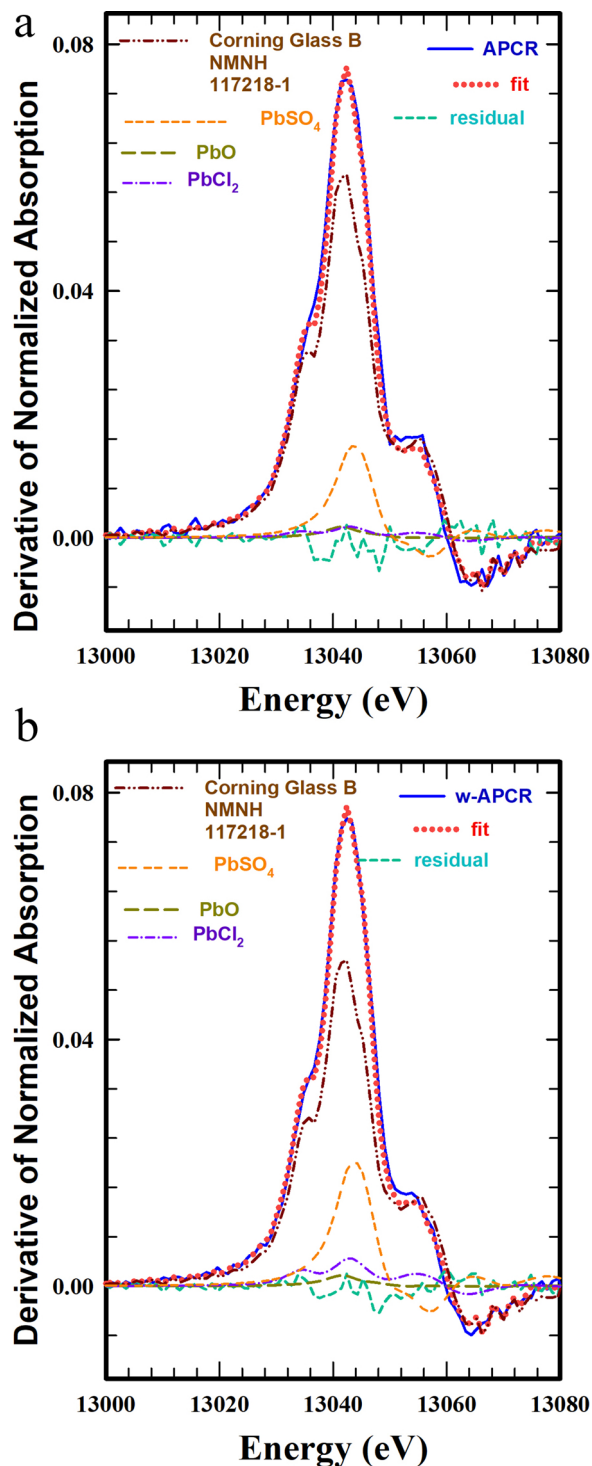 a
0.08
Corning Glass B
NMNH
117218-1
APCR
fit
PbSO4
residual
PbO
PbCl2
0.04
0.00
Derivative of Normalized Absorption
13000
13020
13040
13060
13080
Energy (eV)
b
0.08
Corning Glass B
NMNH
117218-1
w-APCR
fit
PbSO4
residual
PbO
PbCl2
0.04
0.00
Derivative of Normalized Absorption
13000
13020
13040
13060
13080
Energy (eV)